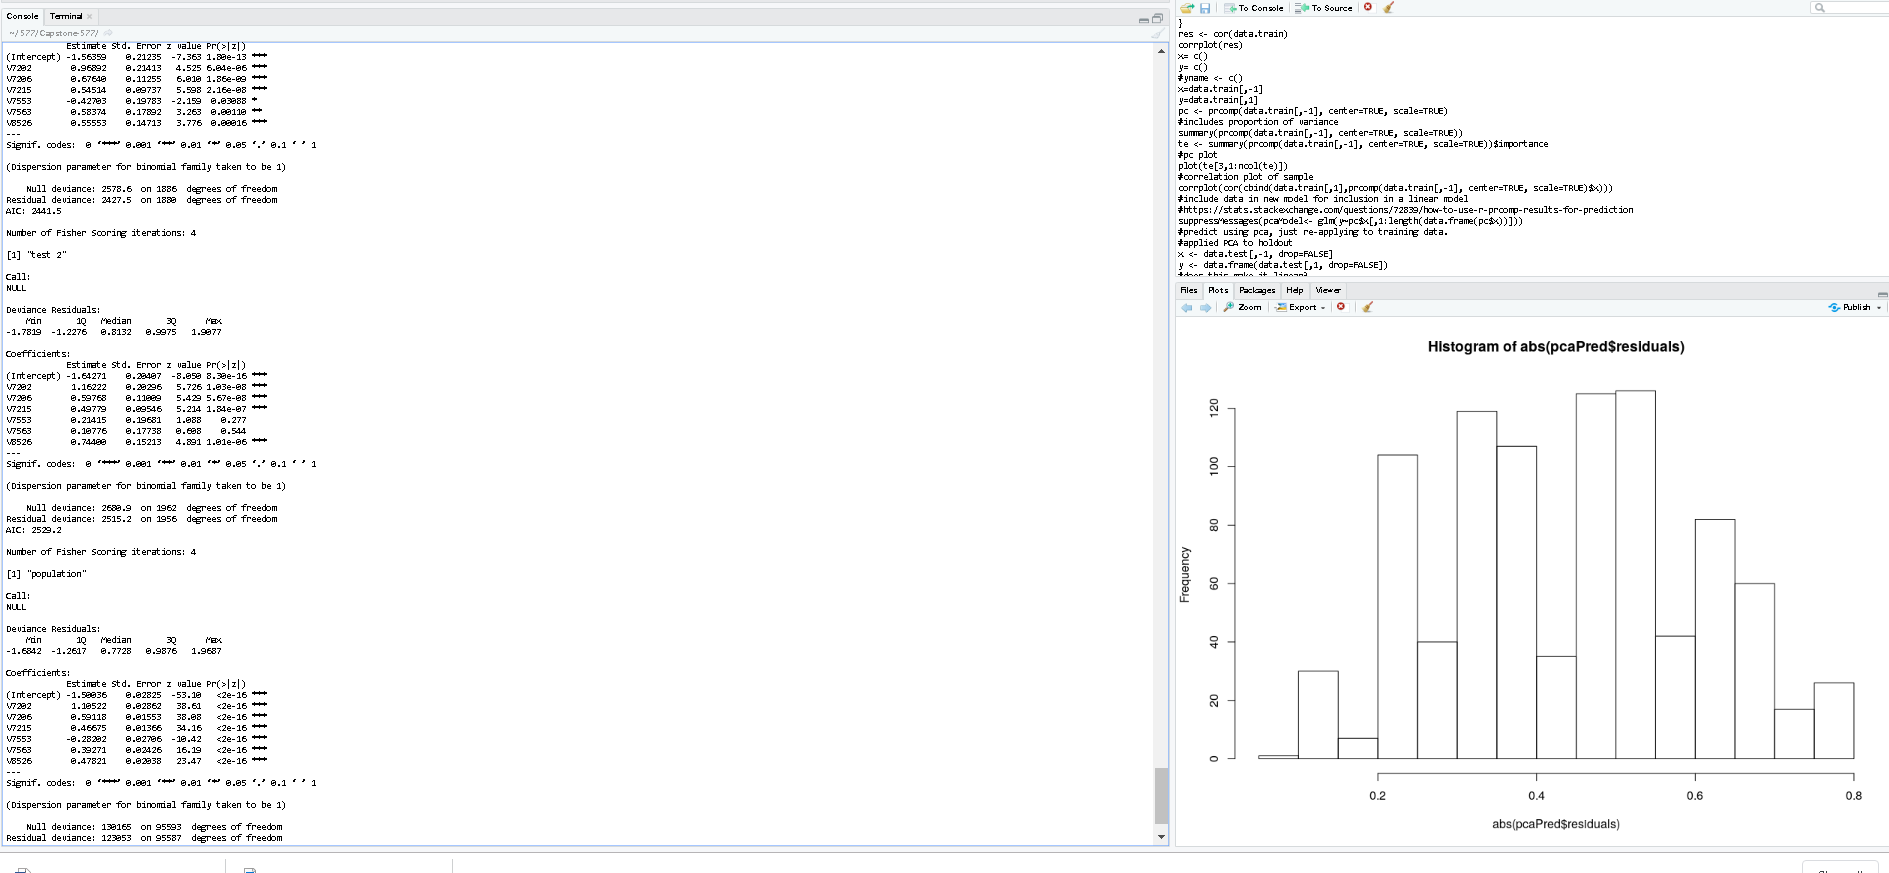 Console Terminal
~/577/Capstone-577/
Estimate Std. Error z value Pr(>|z|)
(Intercept) -1.56359 0.21235 -7.363 1.80e-13 ***
V7202 0.96892 0.21413 4.525 6.04e-06 ***
V7206 0.67640 0.11255 6.010 1.86e-09 ***
V7215 0.54514 0.09737 5.598 2.16e-08 ***
V7553 -0.42703 0.19783 -2.159 0.03088 *
V7563 0.58374 0.17892 3.263 0.00110 **
V8526 0.55553 0.14713 3.776 0.00016 ***
---
Signif. codes: 0 ‘***’ 0.001 ‘**’ 0.01 ‘*’ 0.05 ‘.’ 0.1 ‘ ’ 1
(Dispersion parameter for binomial family taken to be 1)
Null deviance: 2578.6 on 1886 degrees of freedom
Residual deviance: 2427.5 on 1880 degrees of freedom
AIC: 2441.5
Number of Fisher Scoring iterations: 4
[1] "test 2"
Call:
NULL
Deviance Residuals:
Min 1Q Median 3Q Max
-1.7819 -1.2276 0.8132 0.9975 1.9077
Coefficients:
Estimate Std. Error z value Pr(>|z|)
(Intercept) -1.64271 0.20407 -8.050 8.30e-16 ***
V7202 1.16222 0.20296 5.726 1.03e-08 ***
V7206 0.59768 0.11009 5.429 5.67e-08 ***
V7215 0.49779 0.09546 5.214 1.84e-07 ***
V7553 0.21415 0.19681 1.088 0.277
V7563 0.10776 0.17738 0.608 0.544
V8526 0.74400 0.15213 4.891 1.01e-06 ***
---
Signif. codes: 0 ‘***’ 0.001 ‘**’ 0.01 ‘*’ 0.05 ‘.’ 0.1 ‘ ’ 1
(Dispersion parameter for binomial family taken to be 1)
Null deviance: 2680.9 on 1962 degrees of freedom
Residual deviance: 2515.2 on 1956 degrees of freedom
AIC: 2529.2
Number of Fisher Scoring iterations: 4
[1] "population"
Call:
NULL
Deviance Residuals:
Min 1Q Median 3Q Max
-1.6842 -1.2617 0.7728 0.9876 1.9687
Coefficients:
Estimate Std. Error z value Pr(>|z|)
(Intercept) -1.50036 0.02825 -53.10 <2e-16 ***
V7202 1.10522 0.02862 38.61 <2e-16 ***
V7206 0.59118 0.01553 38.08 <2e-16 ***
V7215 0.46675 0.01366 34.16 <2e-16 ***
V7553 -0.28202 0.02706 -10.42 <2e-16 ***
V7563 0.39271 0.02426 16.19 <2e-16 ***
V8526 0.47821 0.02038 23.47 <2e-16 ***
---
Signif. codes: 0 ‘***’ 0.001 ‘**’ 0.01 ‘*’ 0.05 ‘.’ 0.1 ‘ ’ 1
(Dispersion parameter for binomial family taken to be 1)
Null deviance: 130165 on 95593 degrees of freedom
Residual deviance: 123053 on 95587 degrees of freedom
To Console To Source
}
res <- cor(data.train)
corrplot(res)
x= c()
y= c()
#yname <- c()
x=data.train[,-1]
y=data.train[,1]
pc <- prcomp(data.train[,-1], center=TRUE, scale=TRUE)
#includes proportion of variance
summary(prcomp(data.train[,-1], center=TRUE, scale=TRUE))
te <- summary(prcomp(data.train[,-1], center=TRUE, scale=TRUE))$importance
#pc plot
plot(te[3,1:ncol(te)])
#correlation plot of sample
corrplot(cor(cbind(data.train[,1],prcomp(data.train[,-1], center=TRUE, scale=TRUE)$x)))
#include data in new model for inclusion in a linear model
#https://stats.stackexchange.com/questions/72839/how-to-use-r-prcomp-results-for-prediction
suppressMessages(pcaModel<- glm(y~pc$x[,1:length(data.frame(pc$x))]))
#predict using pca, just re-applying to training data.
#applied PCA to holdout
x <- data.test[,-1, drop=FALSE]
y <- data.frame(data.test[,1, drop=FALSE])
#does this make it linear?
Files Plots Packages Help Viewer
Zoom Export Publish
Histogram of abs(pcaPred$residuals)
Frequency
0 20 40 60 80 100 120
0.2 0.4 0.6 0.8
abs(pcaPred$residuals)